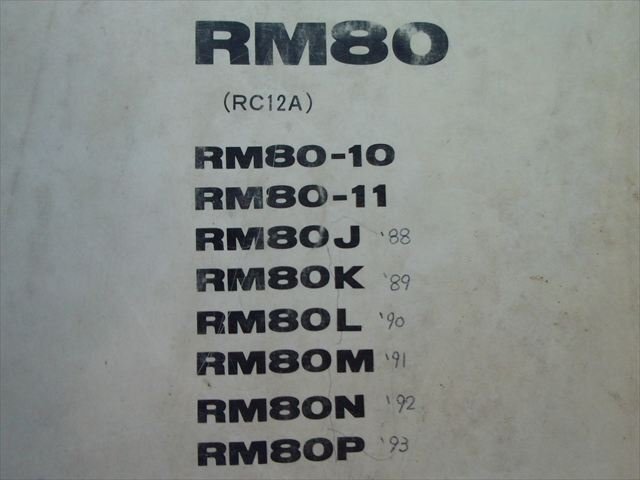 RM80
(RC12A)
RM80-10
RM80-11
RM80J '88
RM80K '89
RM80L '90
RM80M '91
RM80N '92
RM80P '93